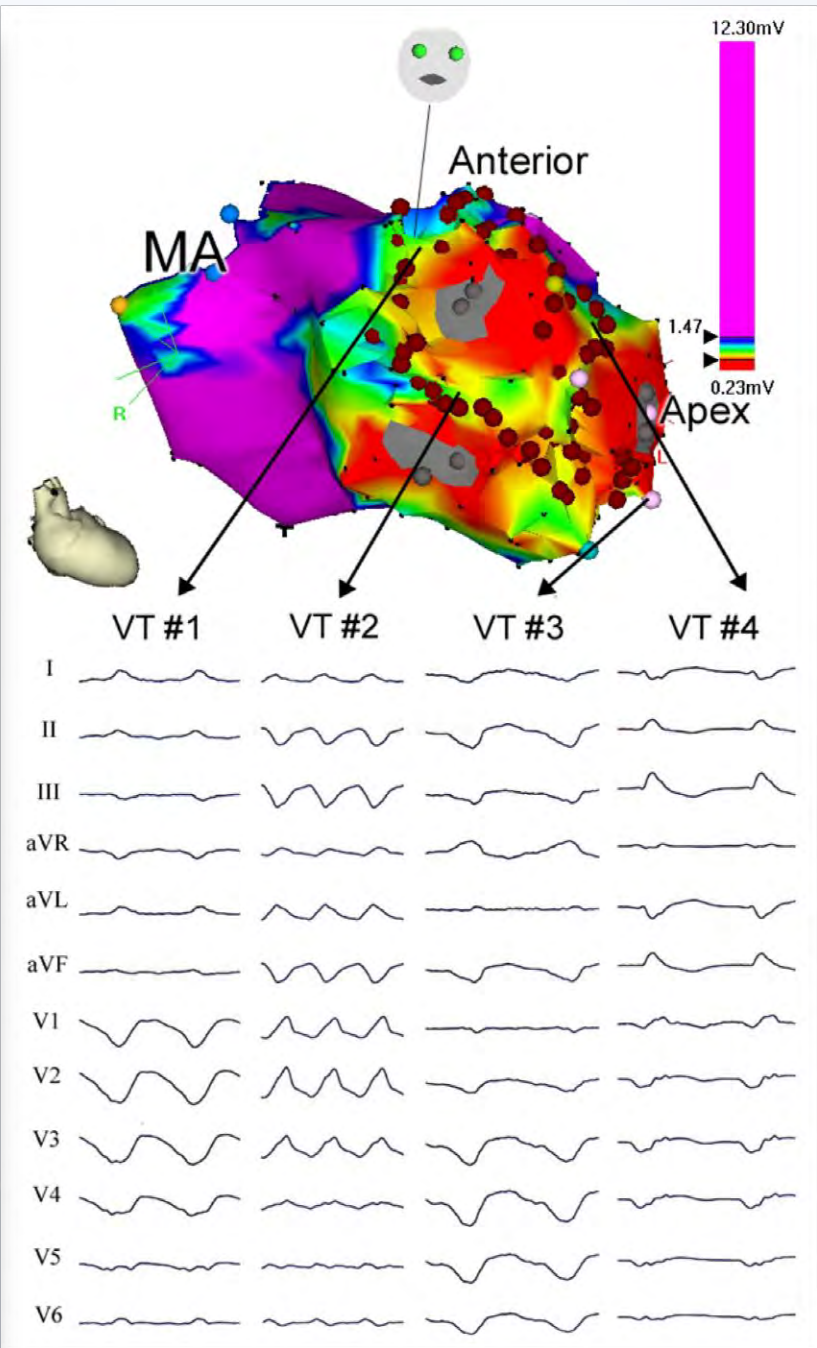 12.30mV
Anterior
MA
1.47
0.23mV
R
Apex
L
VT #1 VT #2 VT #3 VT #4
I
II
III
aVR
aVL
aVF
V1
V2
V3
V4
V5
V6